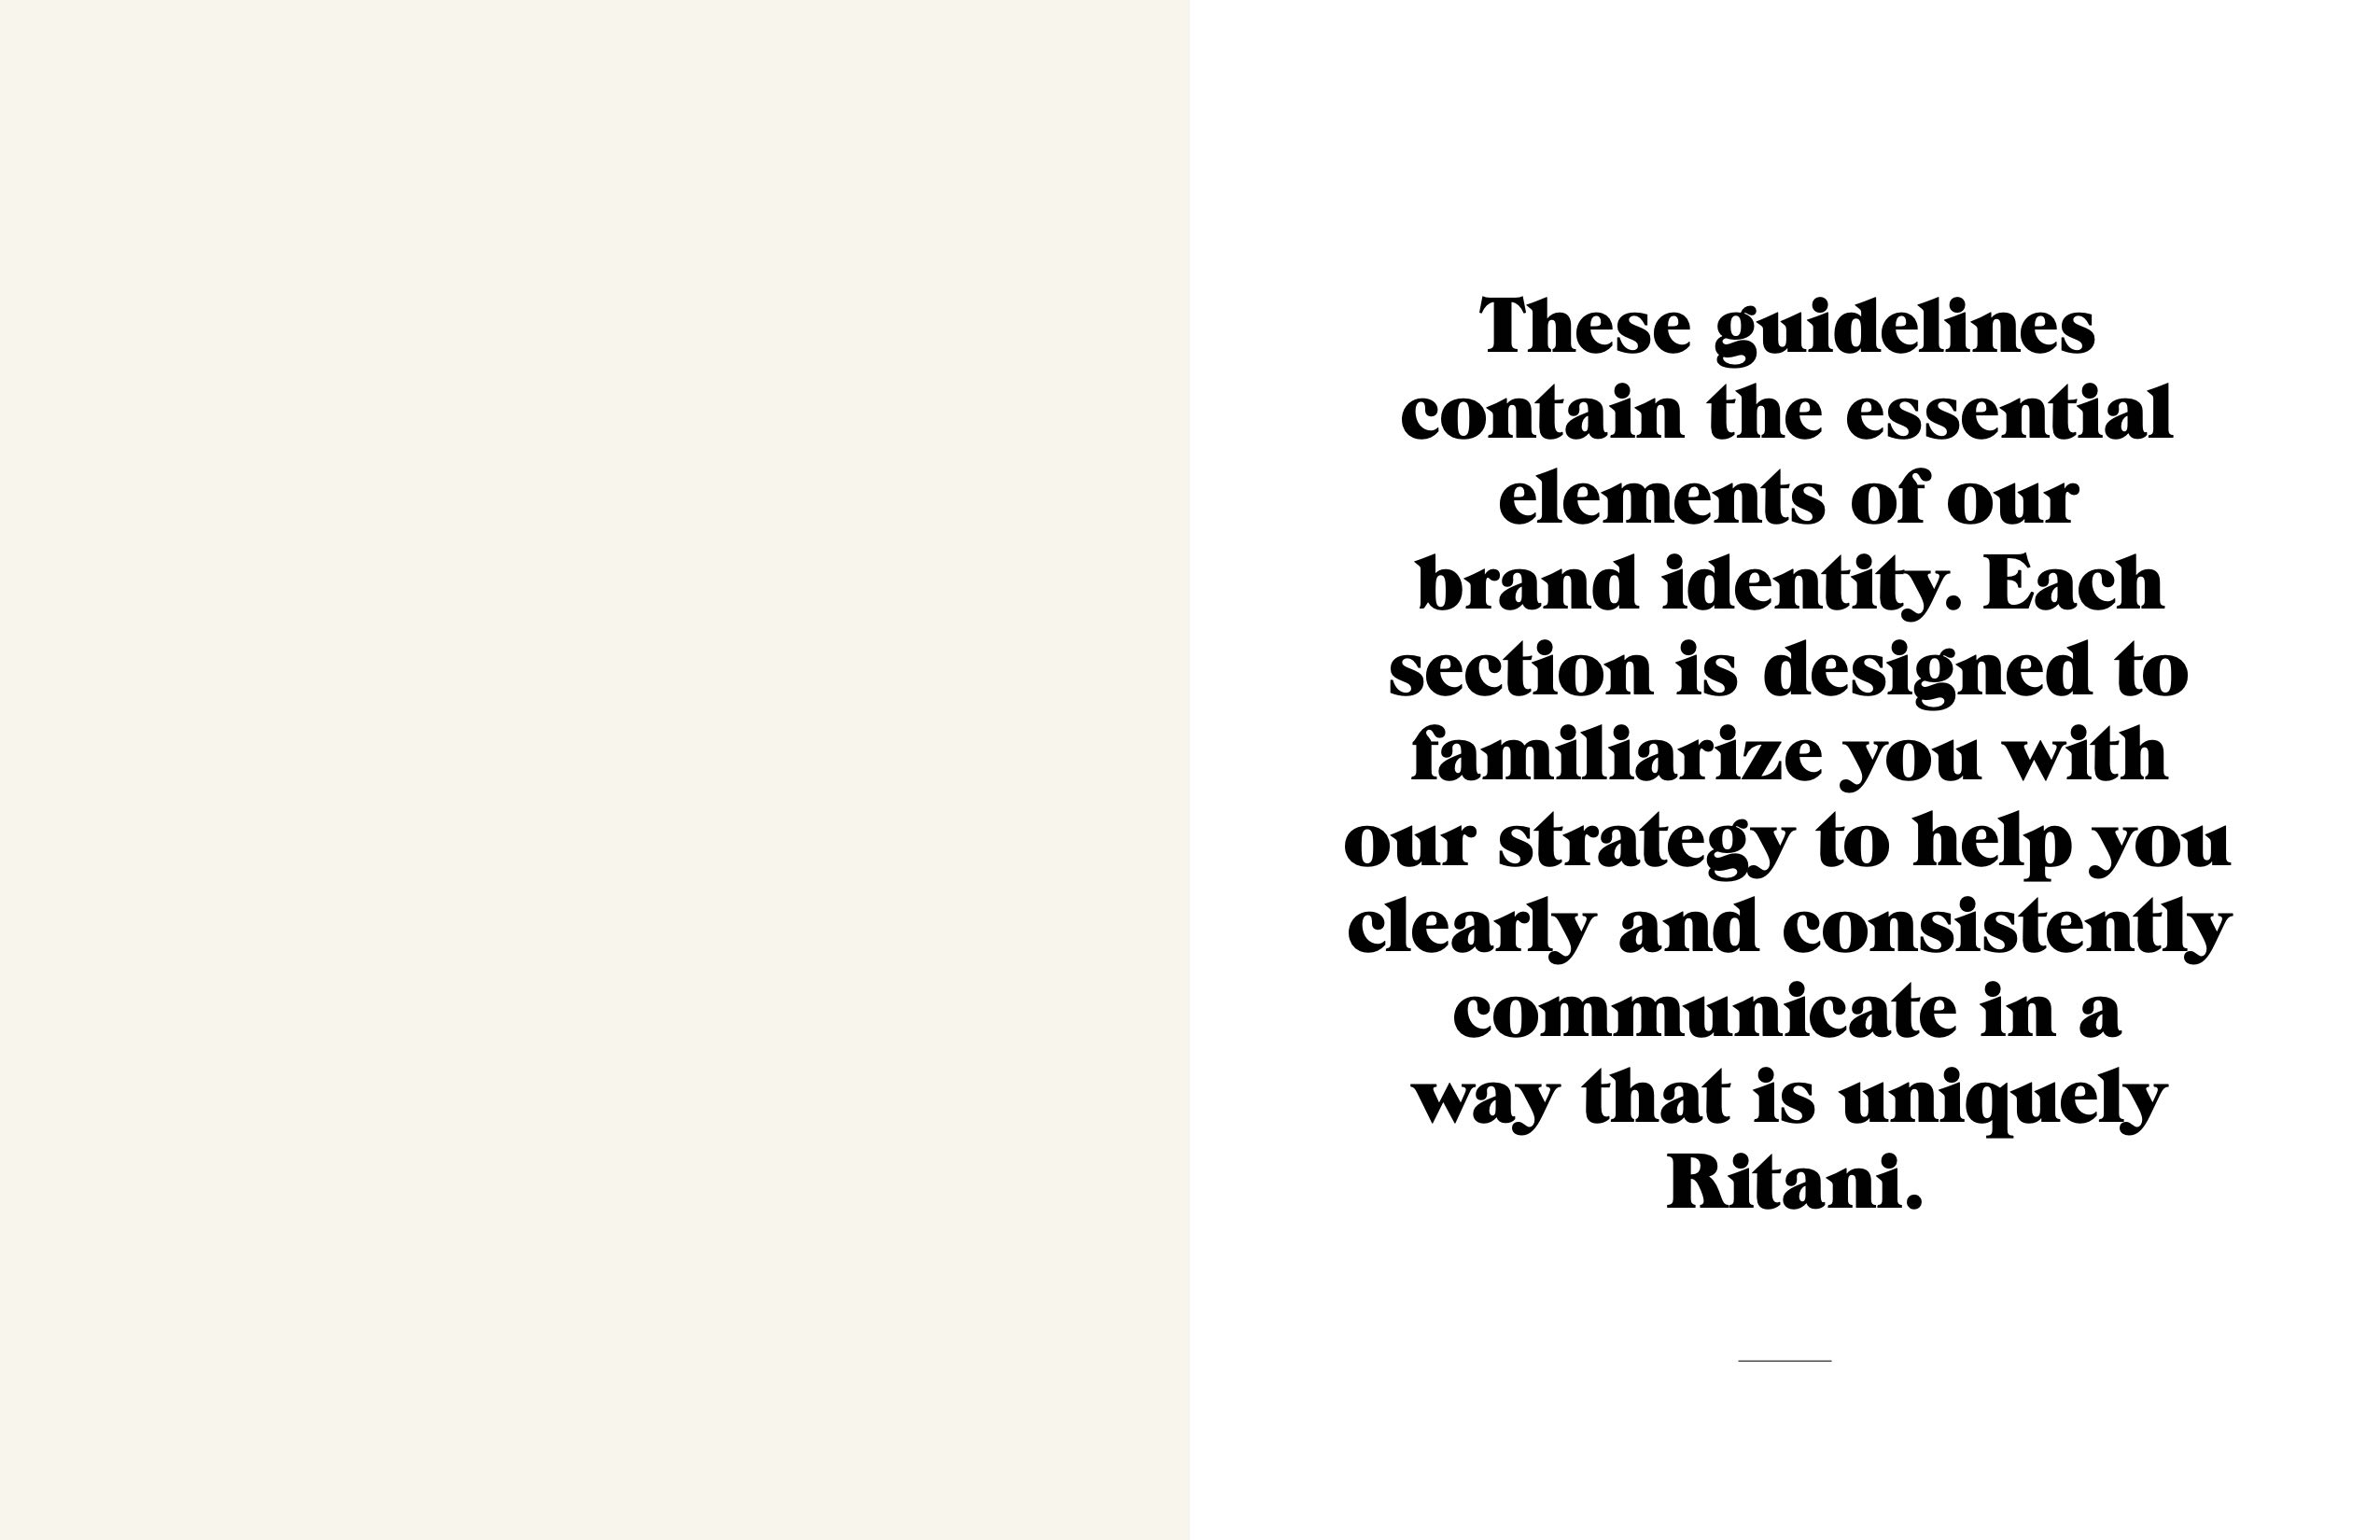 These guidelines
contain the essential
elements of our
brand identity. Each
section is designed to
familiarize you with
our strategy to help you
clearly and consistently
communicate in a
way that is uniquely
Ritani.